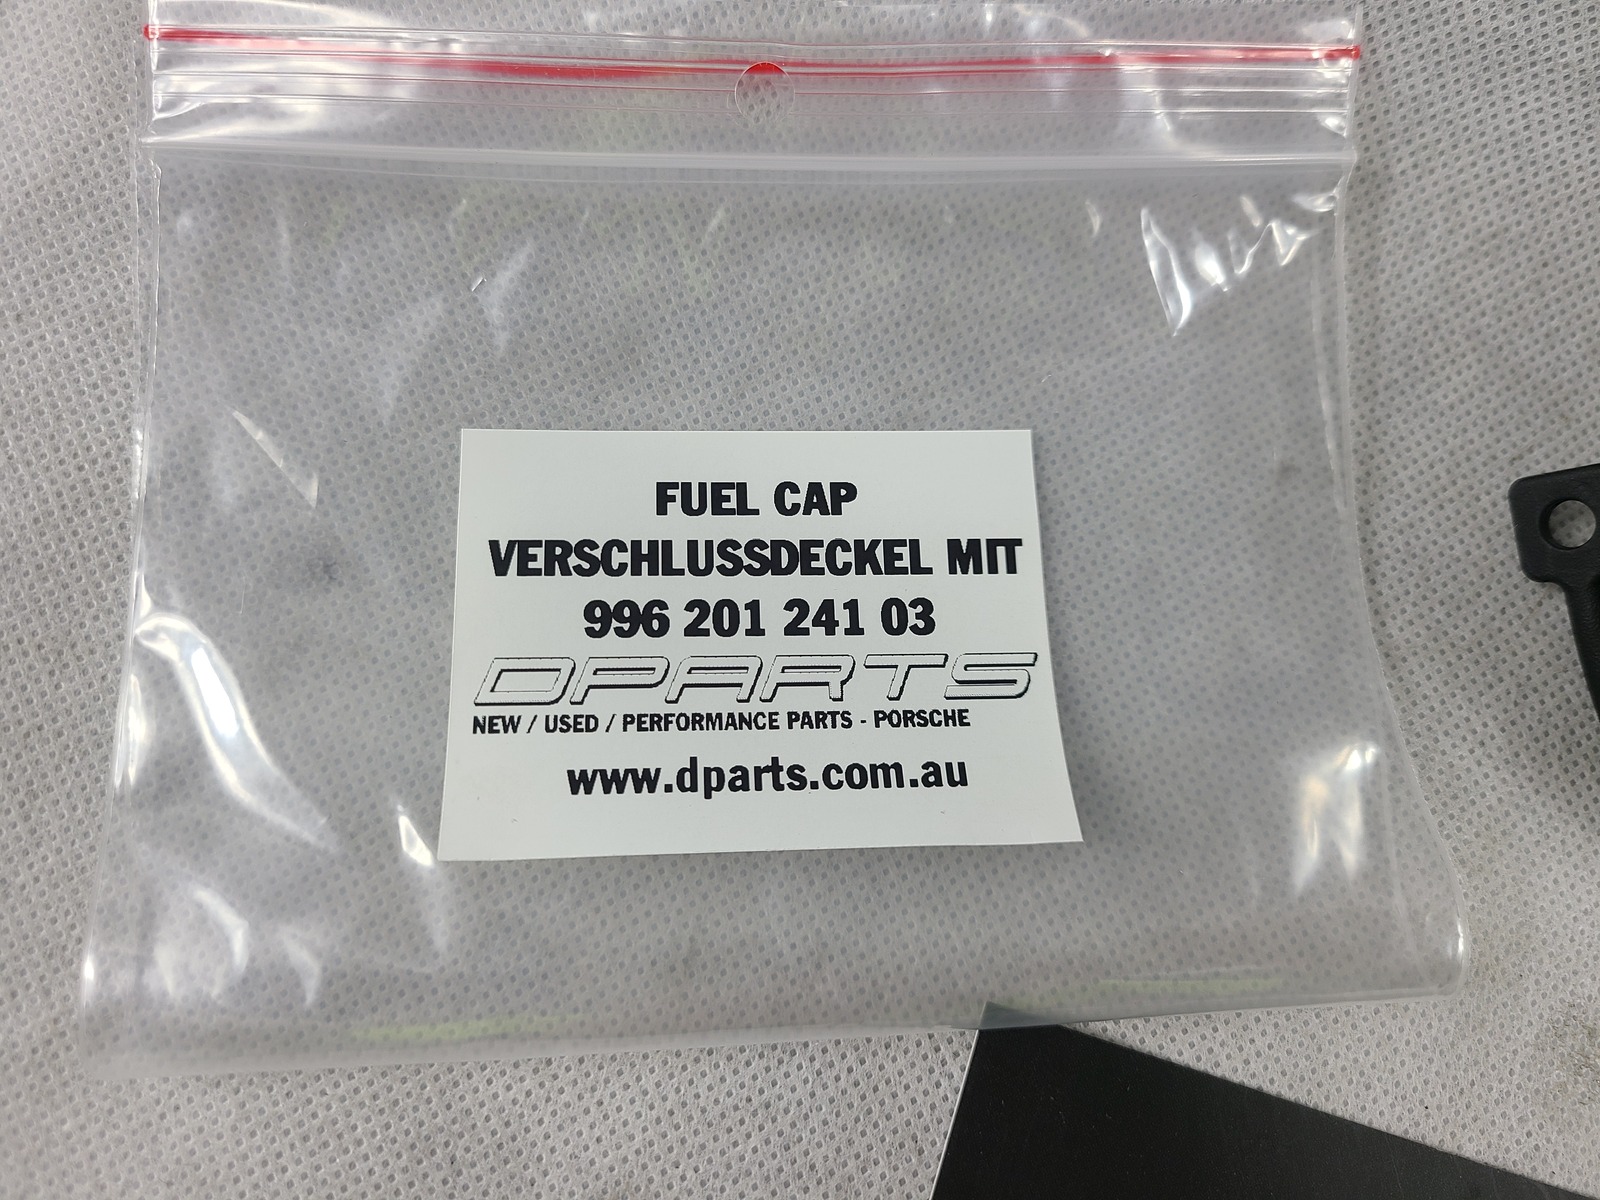 FUEL CAP
VERSCHLUSSDECKEL MIT
996 201 241 03
DPARTS
NEW / USED / PERFORMANCE PARTS - PORSCHE
www.dparts.com.au